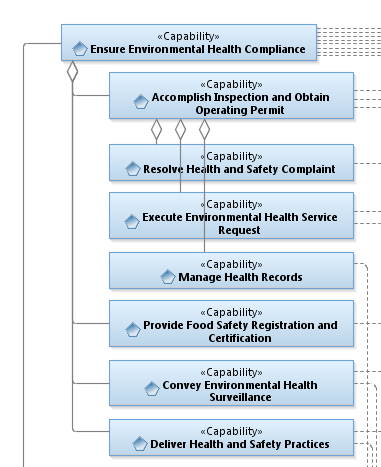 «Capability»
Ensure Environmental Health Compliance
«Capability»
Accomplish Inspection and Obtain
Operating Permit
«Capability»
Resolve Health and Safety Complaint
«Capability»
Execute Environmental Health Service
Request
«Capability»
Manage Health Records
«Capability»
Provide Food Safety Registration and
Certification
«Capability»
Convey Environmental Health
Surveillance
«Capability»
Deliver Health and Safety Practices